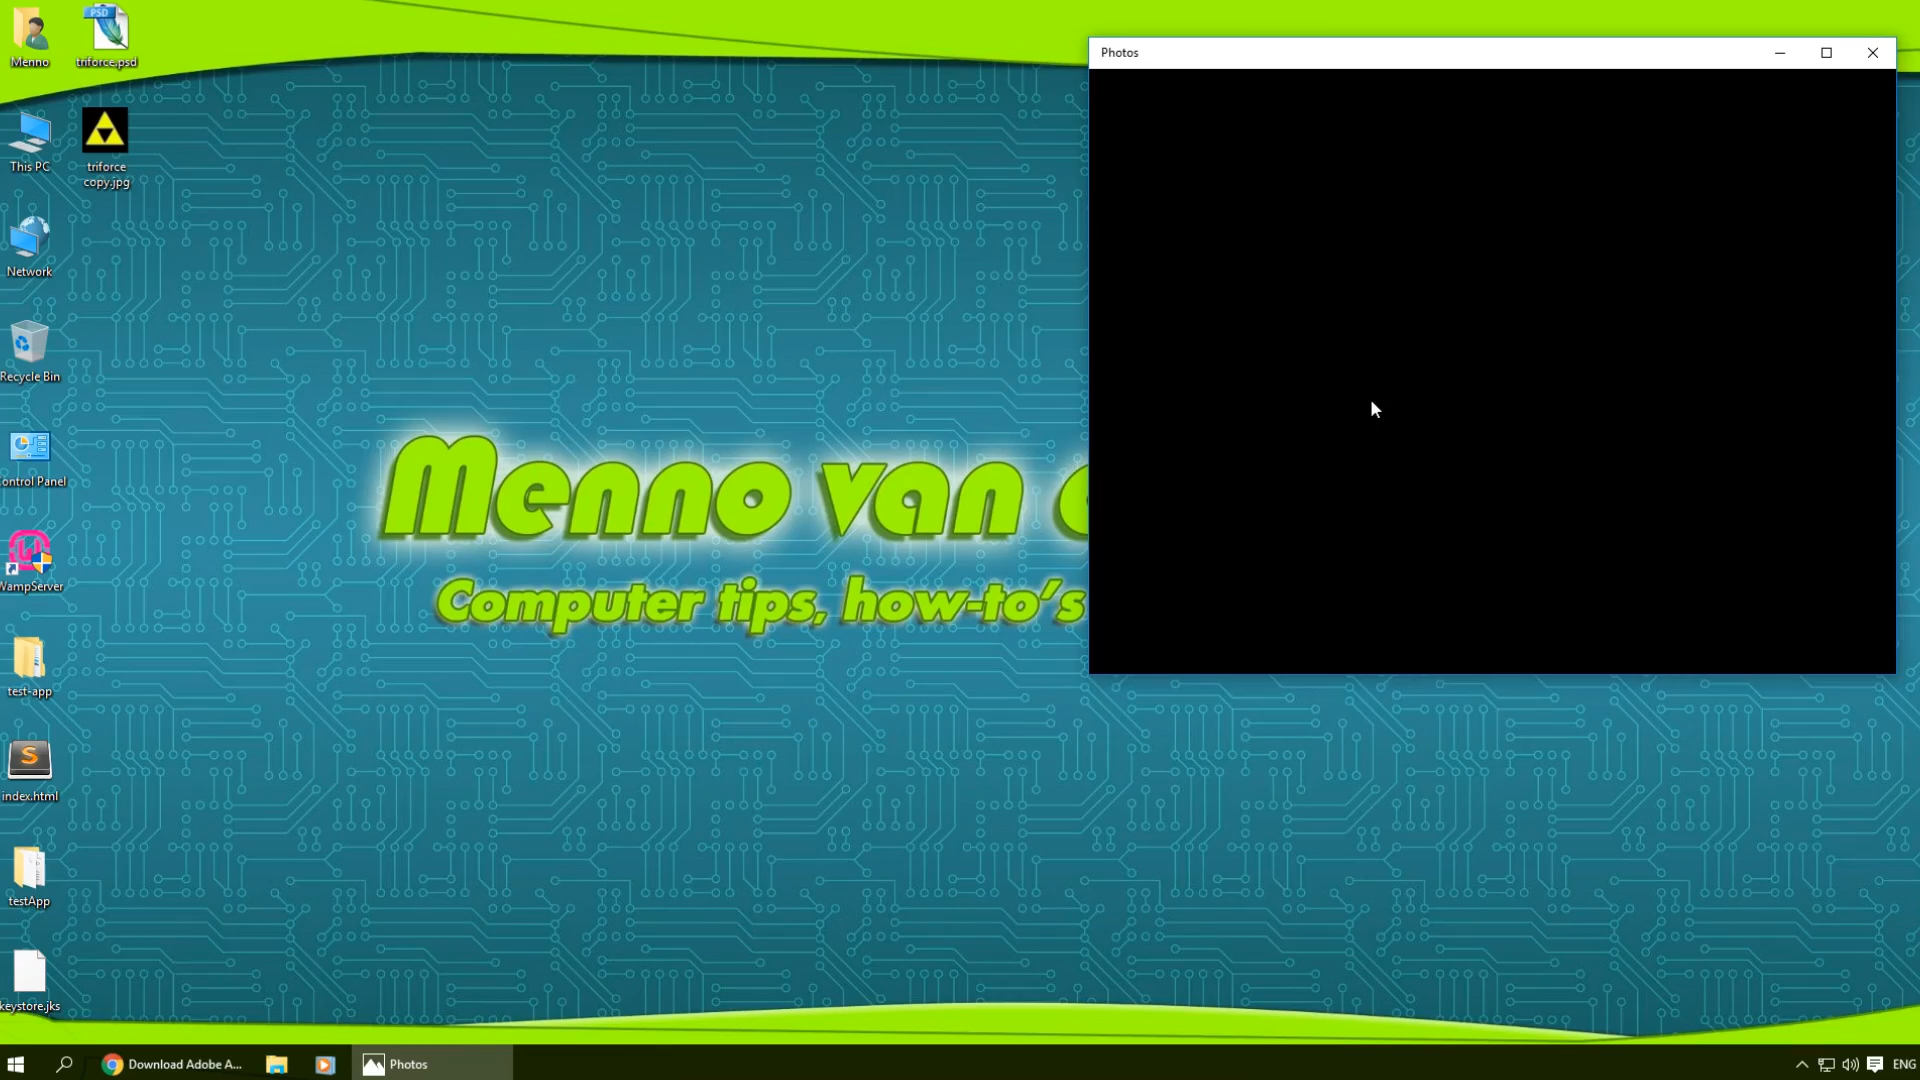 Menno
triforce.psd
Photos
This PC
triforce
copy.jpg
Network
Recycle Bin
ontrol Panel
WampServer
test-app
index.html
testApp
keystore.jks
PSD
S
Menno van
Computer tips, how-to's
Download Adobe A...
Photos
ENG